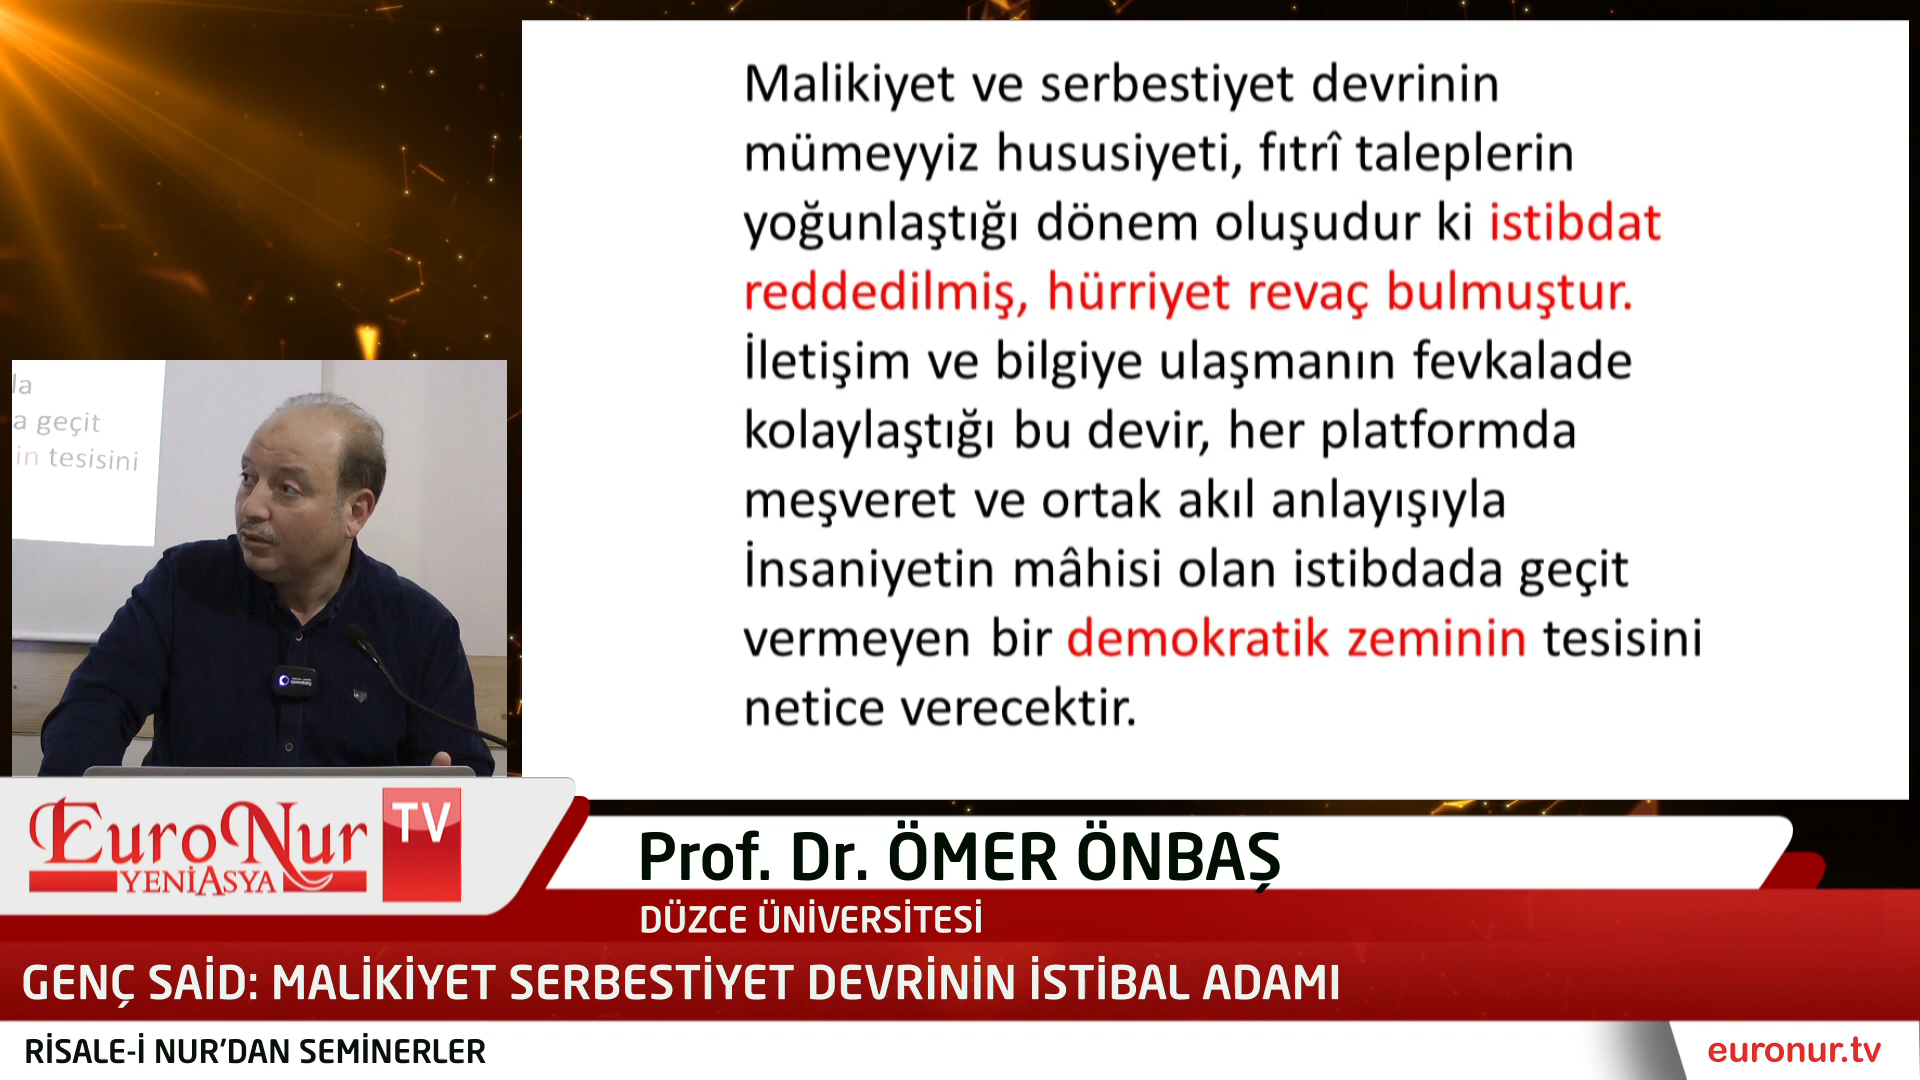 Malikiyet ve serbestiyet devrinin
mümeyyiz hususiyeti, fıtrî taleplerin
yoğunlaştığı dönem oluşudur ki istibdat
reddedilmiş, hürriyet revaç bulmuştur.
İletişim ve bilgiye ulaşmanın fevkalade
kolaylaştığı bu devir, her platformda
meşveret ve ortak akıl anlayışıyla
İnsaniyetin mâhisi olan istibdada geçit
vermeyen bir demokratik zeminin tesisini
netice verecektir.
la
a geçit
in tesisini
EuroNur TV
YENİASYA
Prof. Dr. ÖMER ÖNBAŞ
DÜZCE ÜNİVERSİTESİ
GENÇ SAİD: MALİKİYET SERBESTİYET DEVRİNİN İSTİBAL ADAMI
RİSALE-İ NUR’DAN SEMİNERLER
euronur.tv